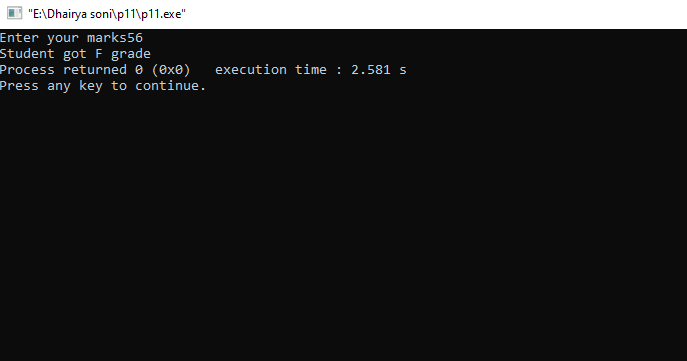 "E:\Dhairya soni\p11\p11.exe"
Enter your marks56
Student got F grade
Process returned 0 (0x0)   execution time : 2.581 s
Press any key to continue.